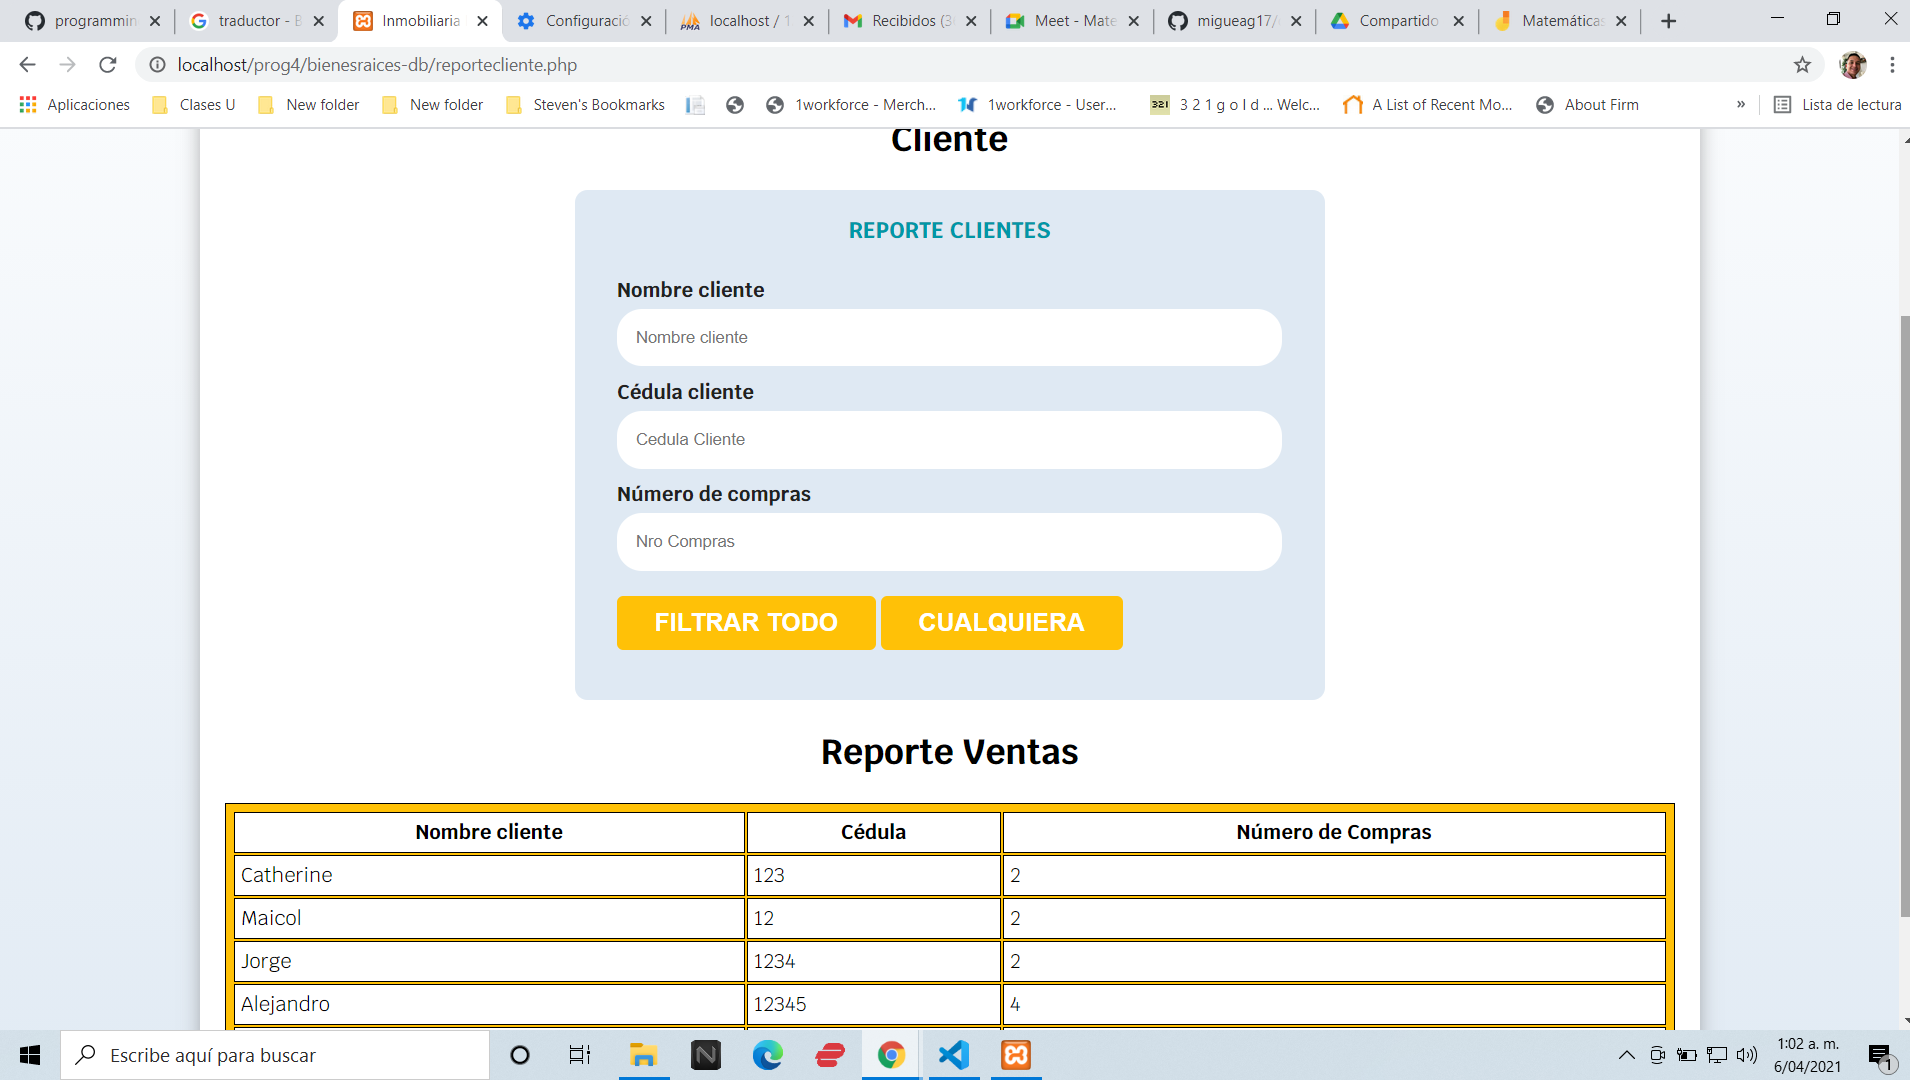 programmin
traductor - B
Inmobiliaria
Configuració
localhost / 1
Recibidos (3
Meet - Mate
migueag17/
Compartido
Matemáticas
localhost/prog4/bienesraices-db/reportecliente.php
Aplicaciones
Clases U
New folder
New folder
Steven's Bookmarks
1workforce - Merch...
1workforce - User...
321
3 2 1 g o l d ... Welc...
A List of Recent Mo...
About Firm
»
Lista de lectura
Cliente
REPORTE CLIENTES
Nombre cliente
Nombre cliente
Cédula cliente
Cedula Cliente
Número de compras
Nro Compras
FILTRAR TODO
CUALQUIERA
Reporte Ventas
Nombre cliente Cédula Número de Compras
Catherine 123 2
Maicol 12 2
Jorge 1234 2
Alejandro 12345 4
Escribe aquí para buscar
1:02 a. m.
6/04/2021
1